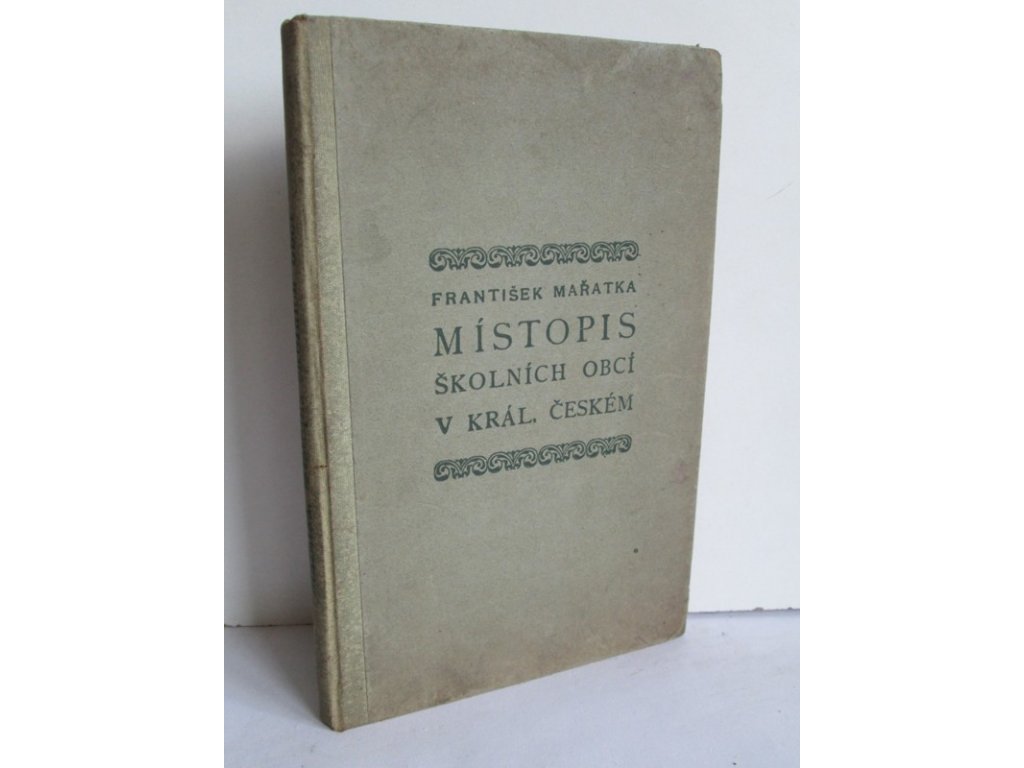 FRANTIŠEK MAŘATKA
MÍSTOPIS
ŠKOLNÍCH OBCÍ
V KRÁL. ČESKÉM